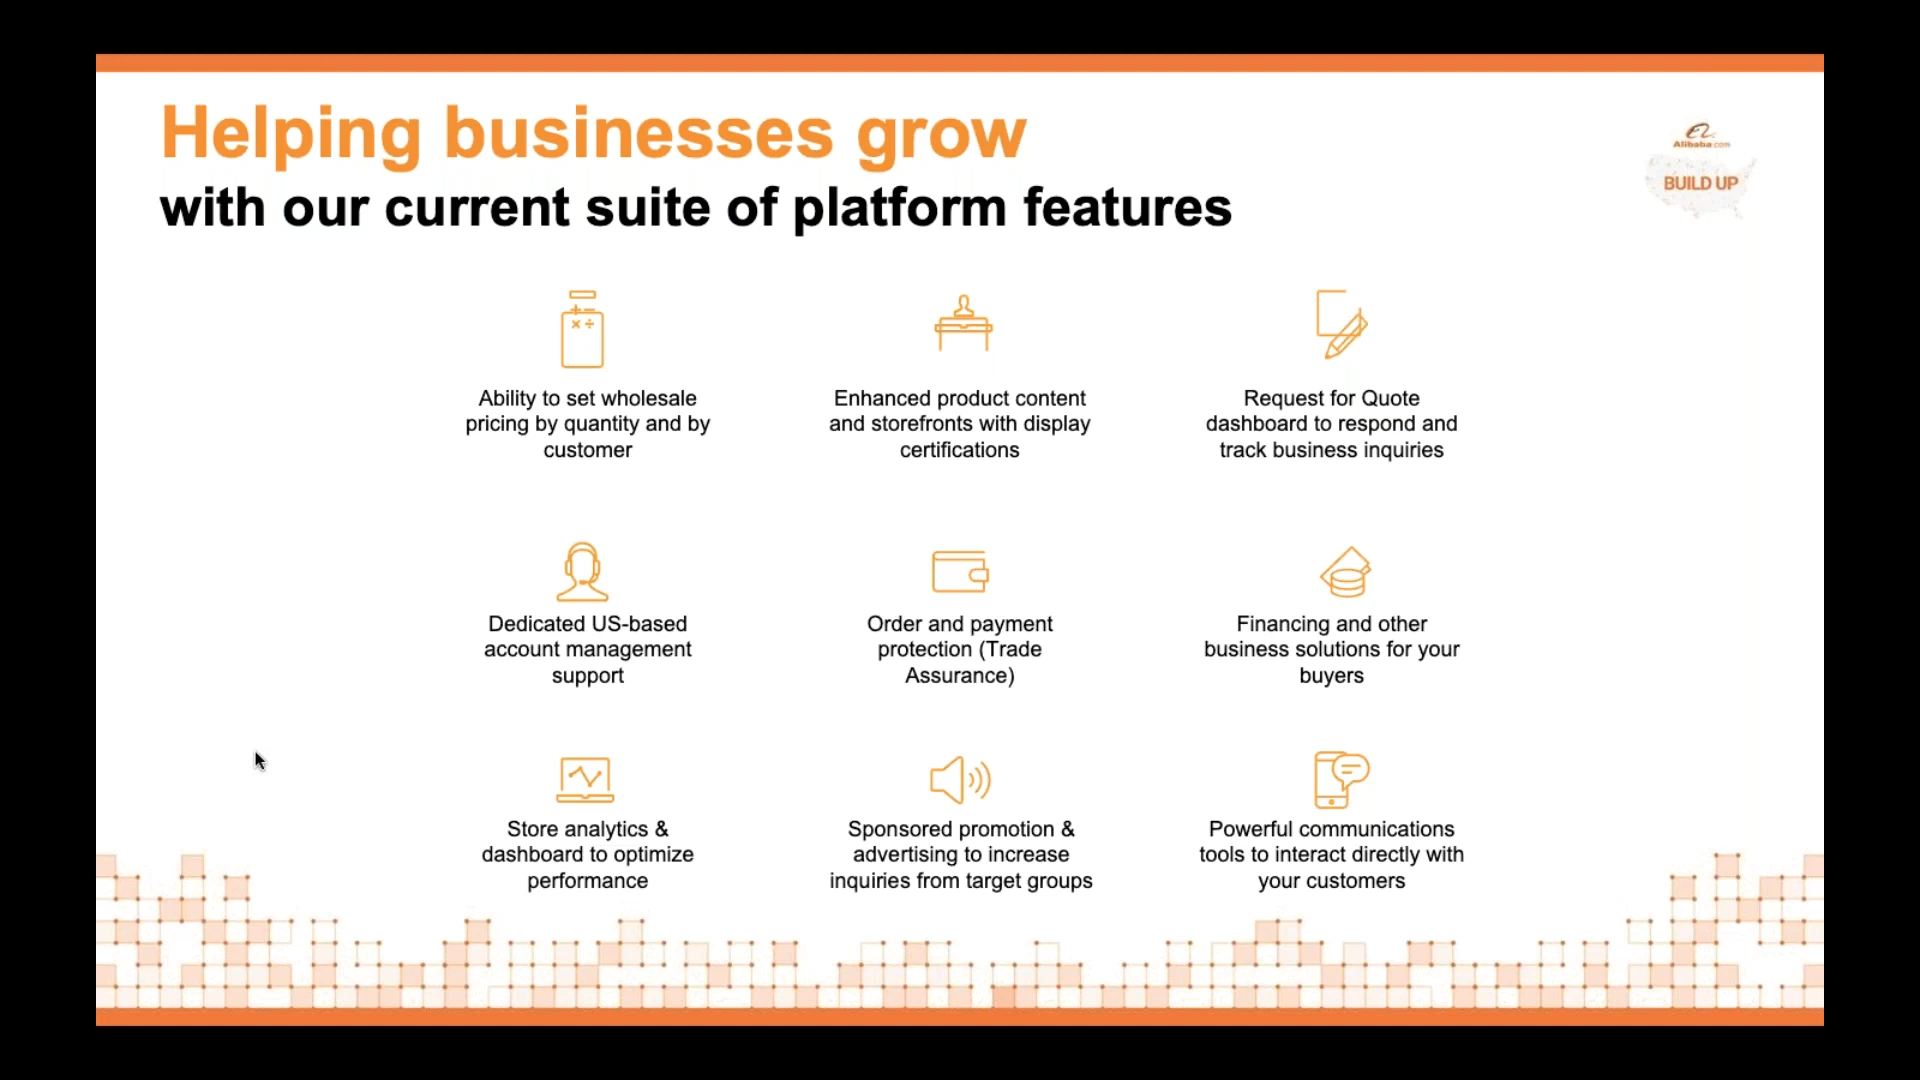 Helping businesses grow
with our current suite of platform features
Alibaba.com
BUILD UP
Ability to set wholesale
pricing by quantity and by
customer
Enhanced product content
and storefronts with display
certifications
Request for Quote
dashboard to respond and
track business inquiries
Dedicated US-based
account management
support
Order and payment
protection (Trade
Assurance)
Financing and other
business solutions for your
buyers
Store analytics &
dashboard to optimize
performance
Sponsored promotion &
advertising to increase
inquiries from target groups
Powerful communications
tools to interact directly with
your customers